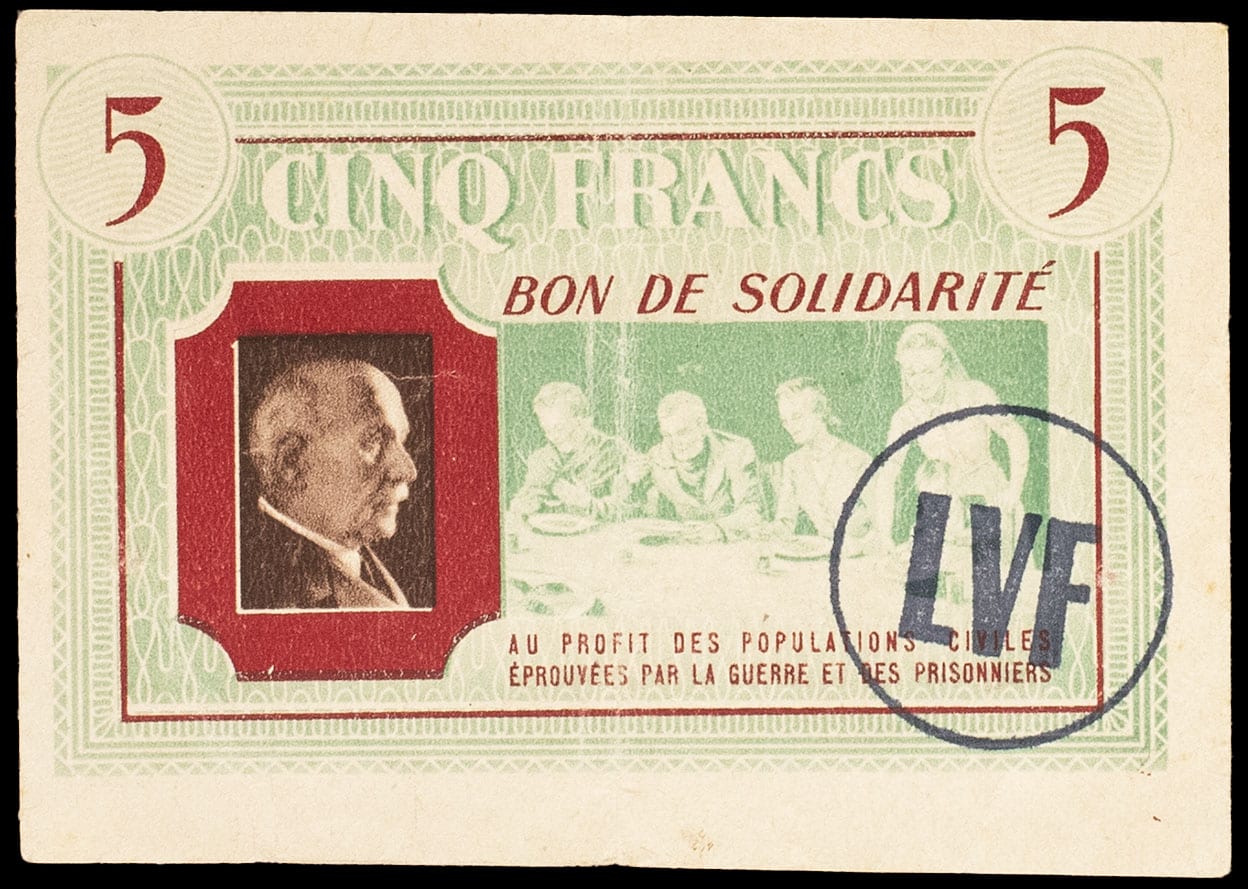 5 5
CINQ FRANCS
BON DE SOLIDARITÉ
AU PROFIT DES POPULATIONS CIVILES
ÉPROUVÉES PAR LA GUERRE ET DES PRISONNIERS
LVF